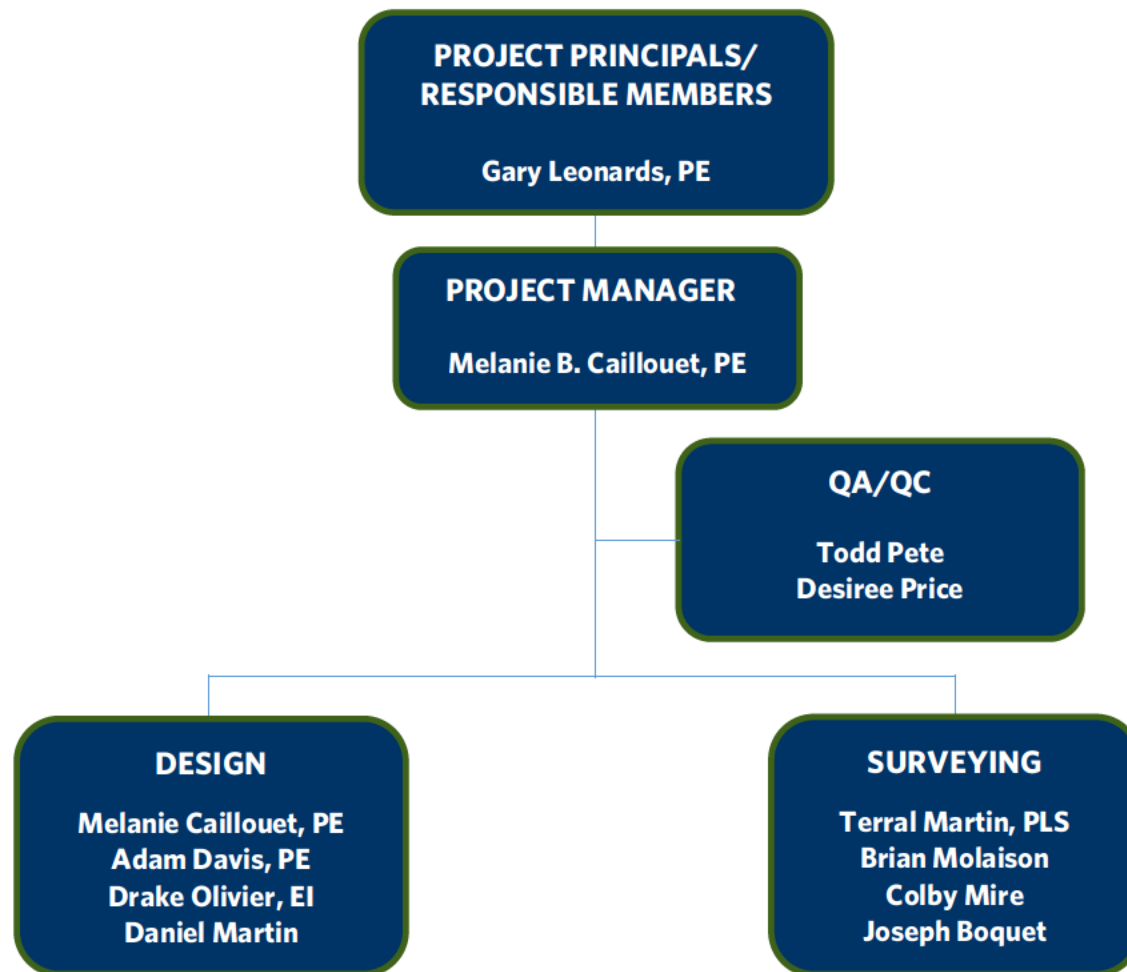 PROJECT PRINCIPALS/
RESPONSIBLE MEMBERS
Gary Leonards, PE
PROJECT MANAGER
Melanie B. Caillouet, PE
QA/QC
Todd Pete
Desiree Price
DESIGN
Melanie Caillouet, PE
Adam Davis, PE
Drake Olivier, EI
Daniel Martin
SURVEYING
Terral Martin, PLS
Brian Molaison
Colby Mire
Joseph Boquet